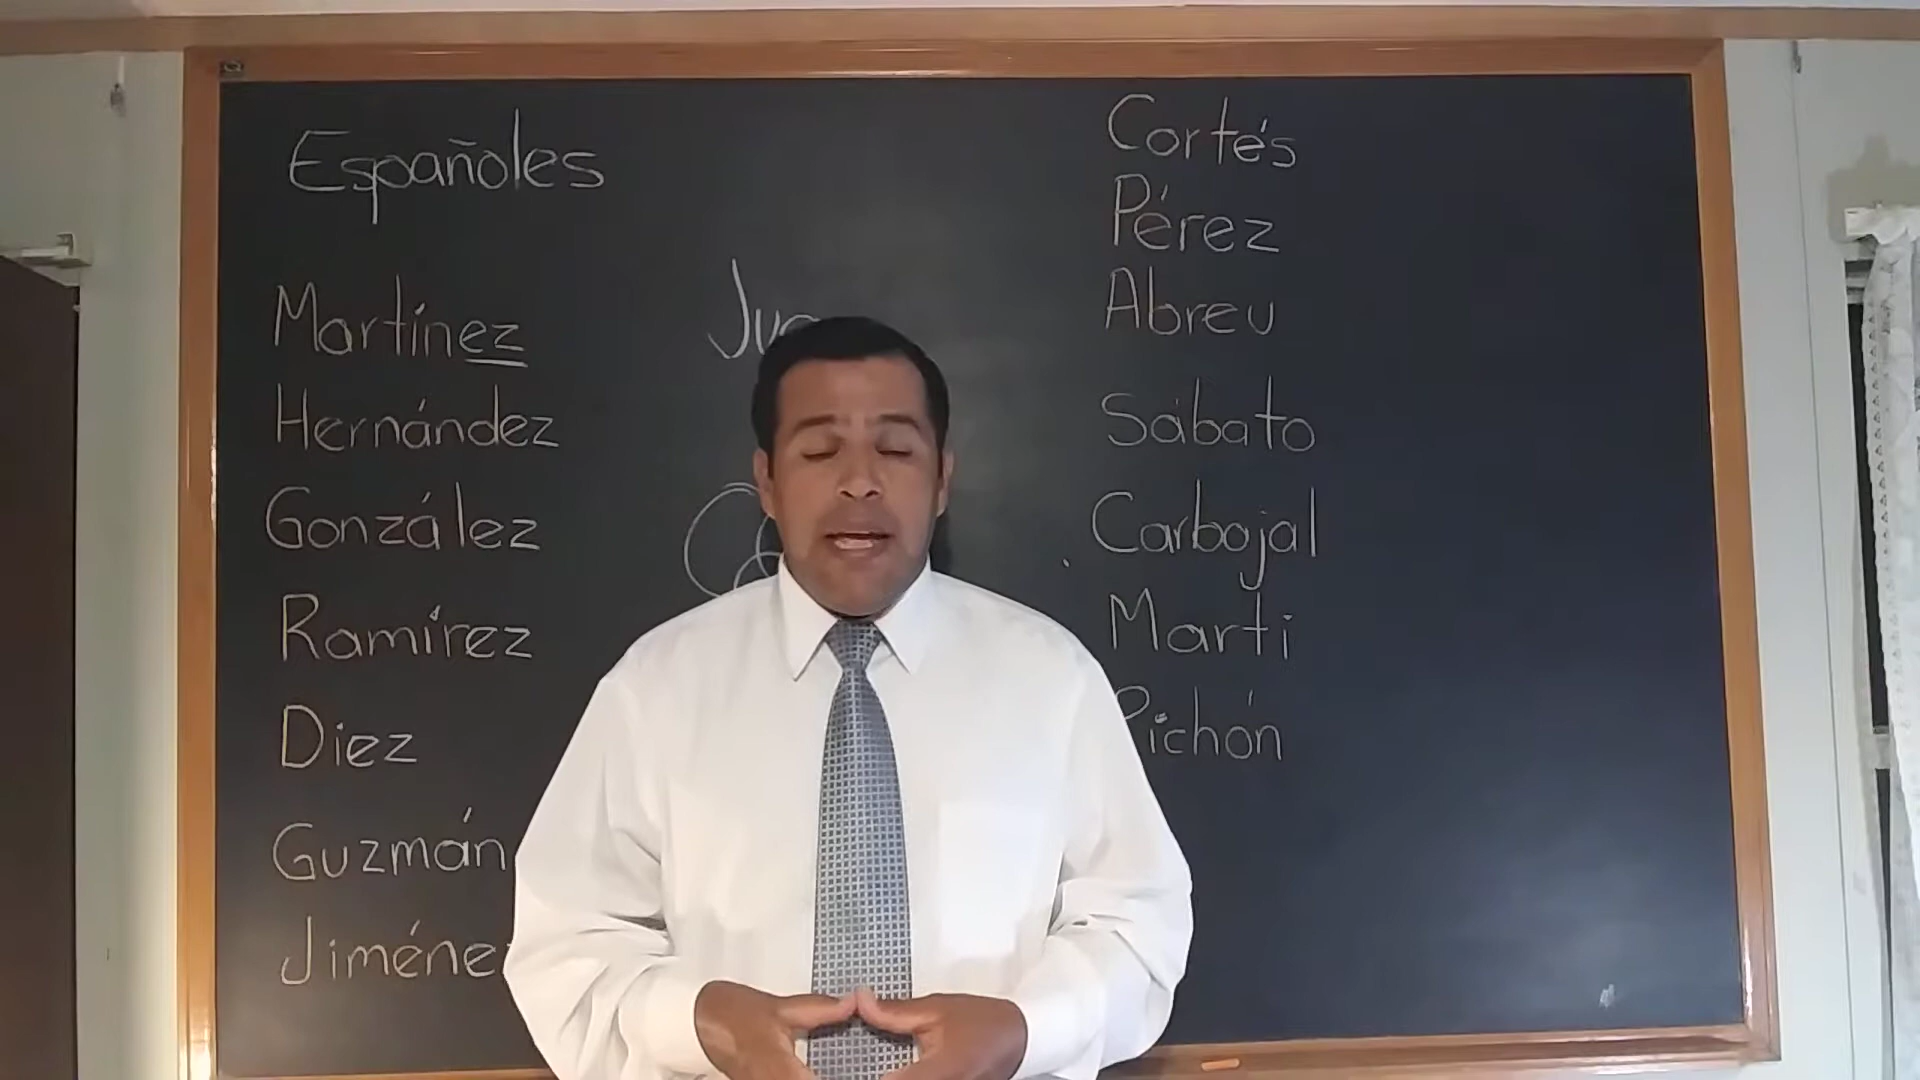 Españoles
Martínez
Hernández
González
Ramírez
Diez
Guzmán
Cortés
Pérez
Abreu
Sábato
Carbajal
Marti
Pichón